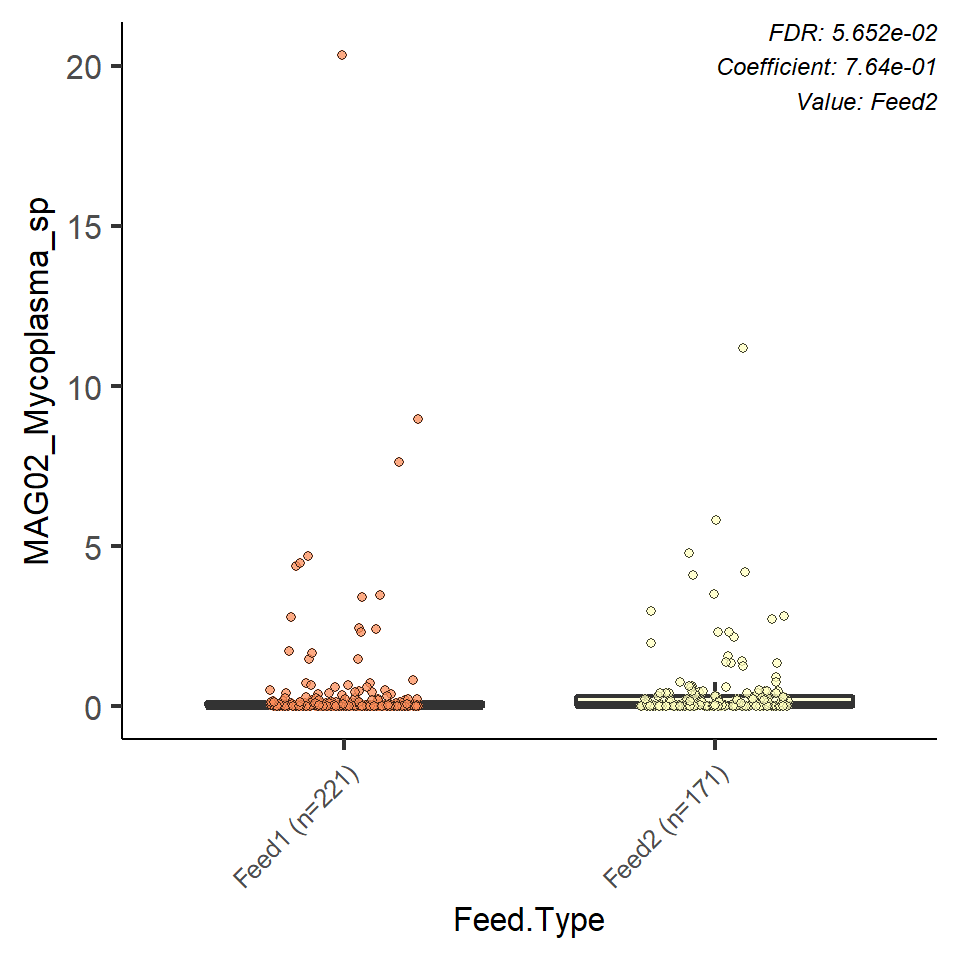 FDR: 5.652e-02
Coefficient: 7.64e-01
Value: Feed2
MAG02_Mycoplasma_sp
20
15
10
5
0
Feed1 (n=221)
Feed2 (n=171)
Feed.Type